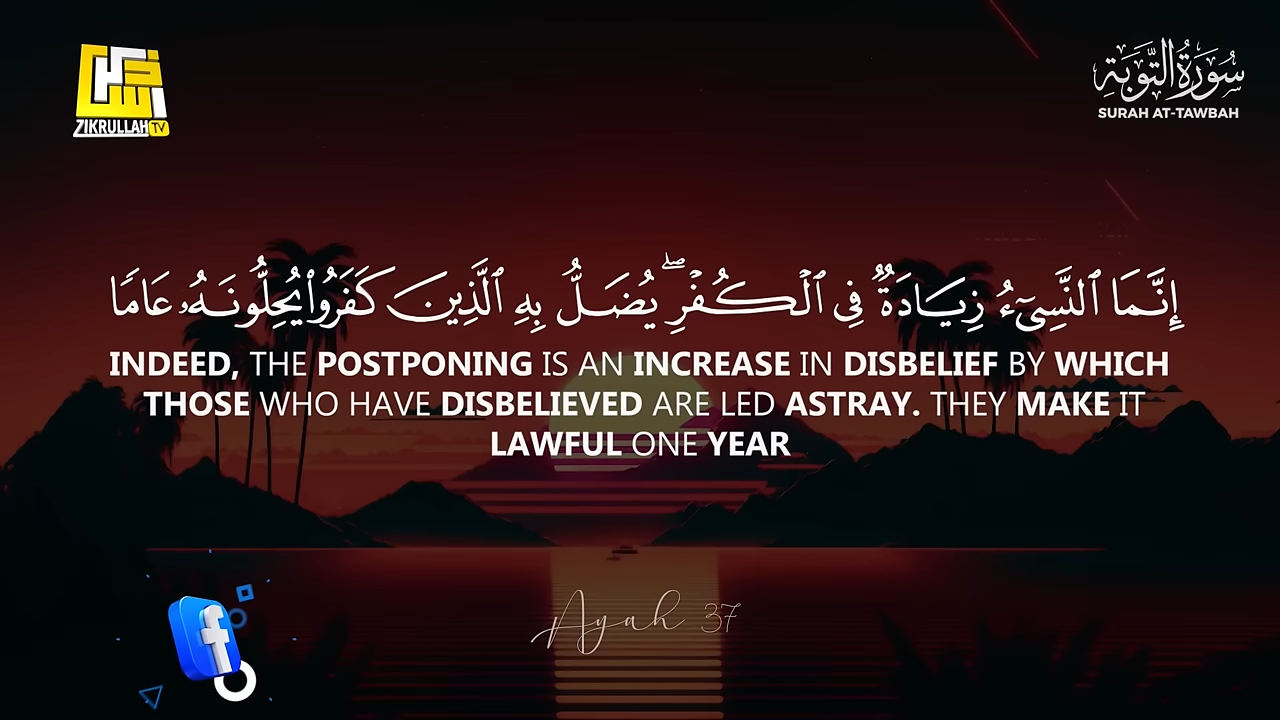 ذكر الله
ZIKRULLAH TV
سُورَةُ التَّوْبَةِ
SURAH AT-TAWBAH
إِنَّمَا ٱلنَّسِىٓءُ زِيَادَةٌ فِى ٱلْكُفْرِ ۖ يُضَلُّ بِهِ ٱلَّذِينَ كَفَرُوا۟ يُحِلُّونَهُۥ عَامًا
INDEED, THE POSTPONING IS AN INCREASE IN DISBELIEF BY WHICH
THOSE WHO HAVE DISBELIEVED ARE LED ASTRAY. THEY MAKE IT
LAWFUL ONE YEAR
Ayah 37
f